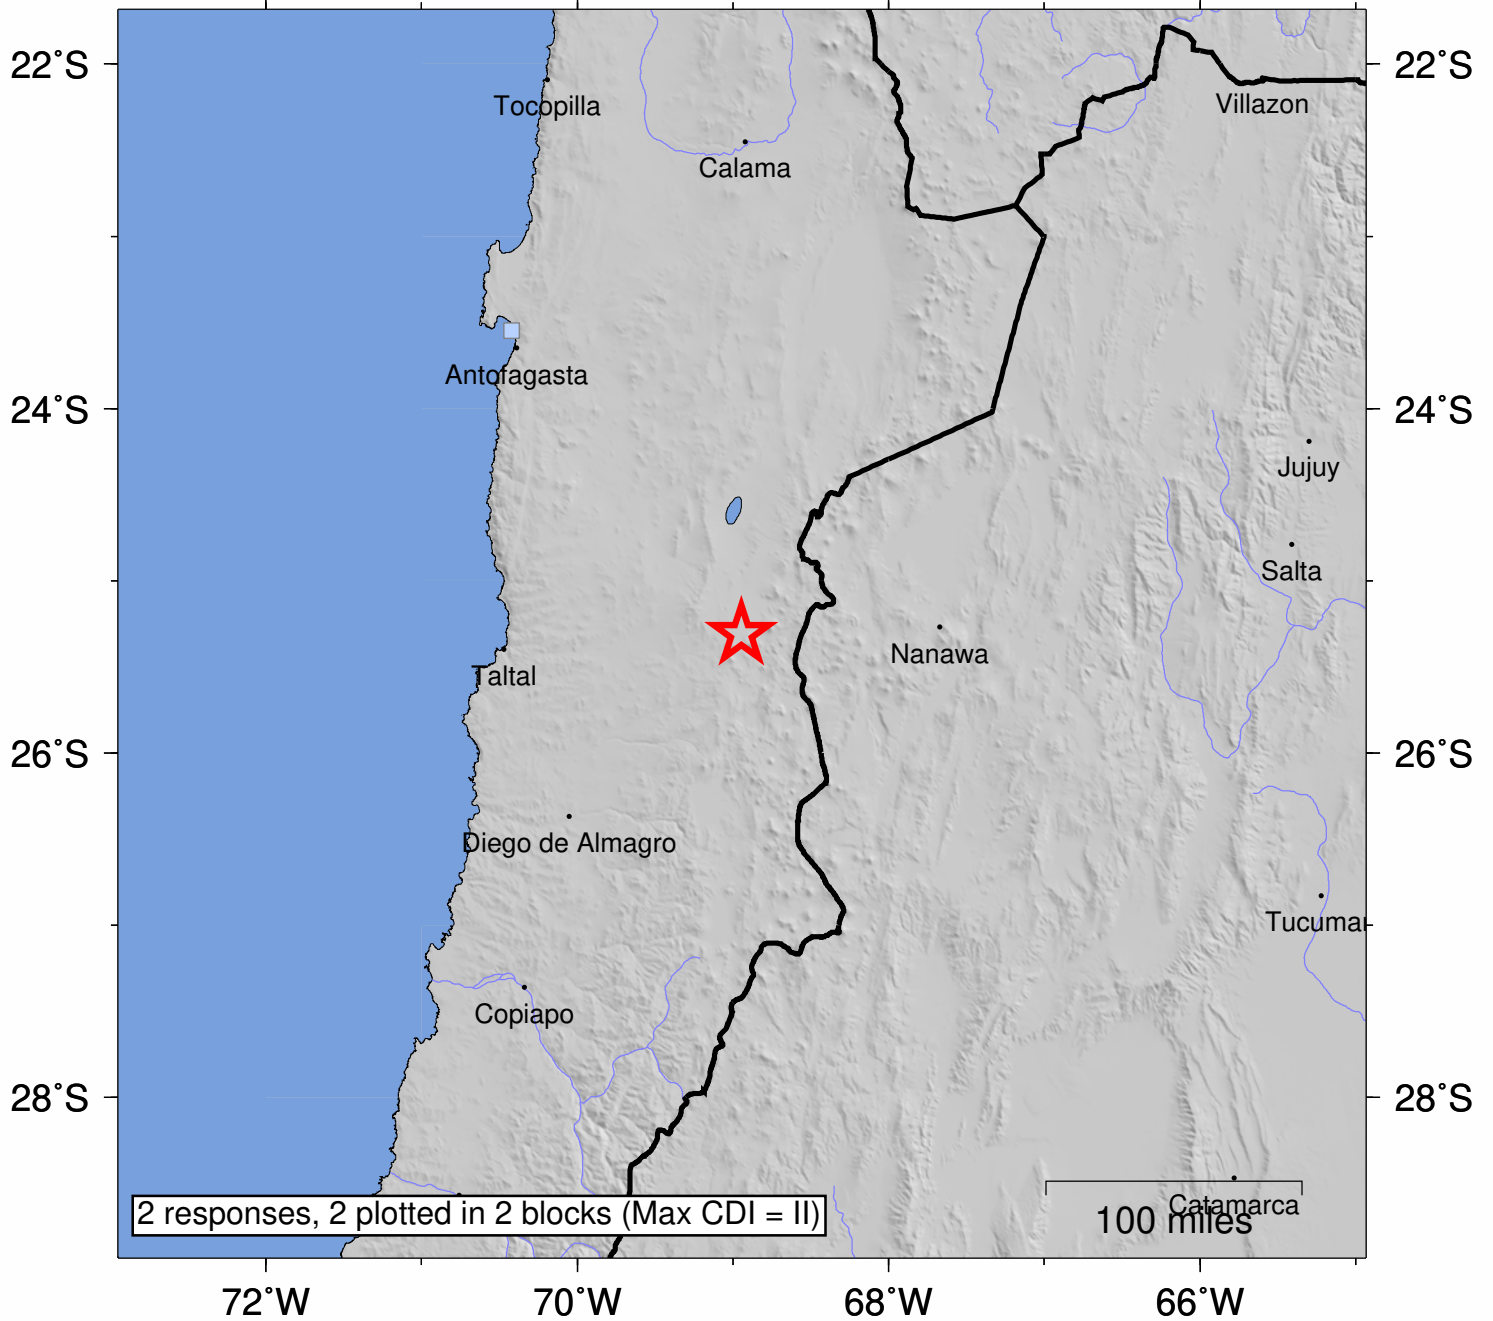 22°S
22°S
Tocopilla
Villazon
Calama
Antofagasta
24°S
24°S
Jujuy
Salta
Nanawa
Taltal
26°S
26°S
Diego de Almagro
Tucuman
Copiapo
28°S
28°S
2 responses, 2 plotted in 2 blocks (Max CDI = II)
Catamarca
100 miles
72°W
70°W
68°W
66°W